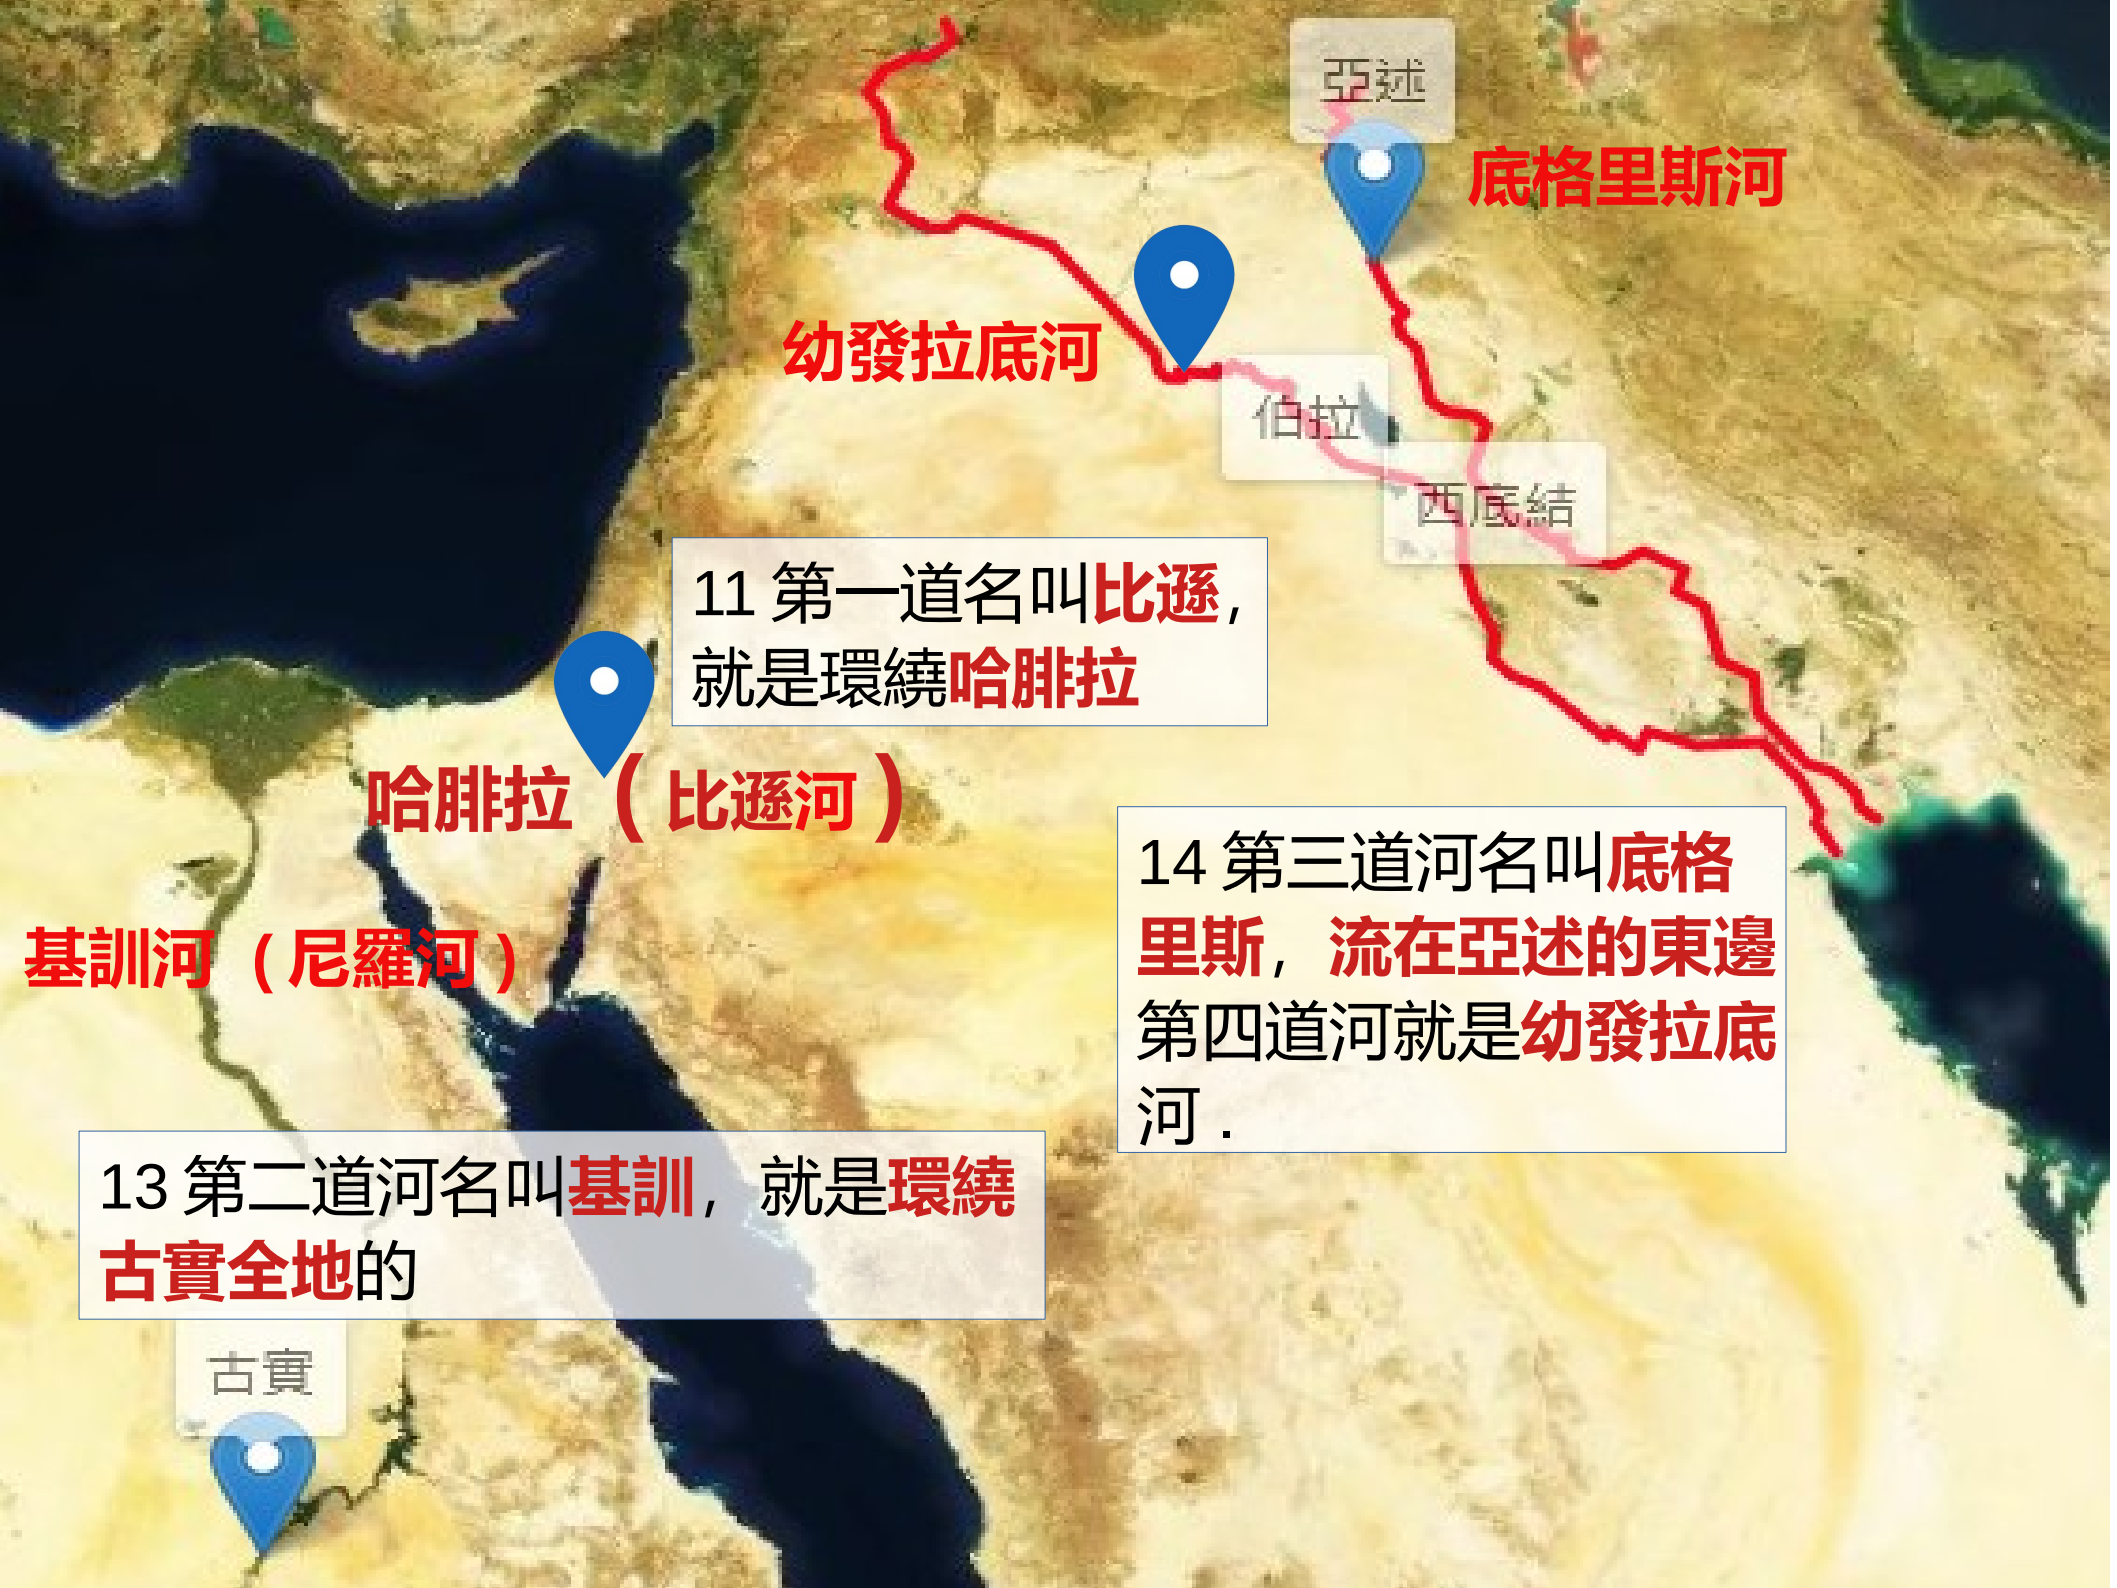 亞述
底格里斯河
幼發拉底河
伯拉
西底結
11 第一道名叫比遜，
就是環繞哈腓拉
哈腓拉（比遜河）
14 第三道河名叫底格
里斯，流在亞述的東邊
第四道河就是幼發拉底
河 .
基訓河（尼羅河）
13 第二道河名叫基訓，就是環繞
古實全地的
古實